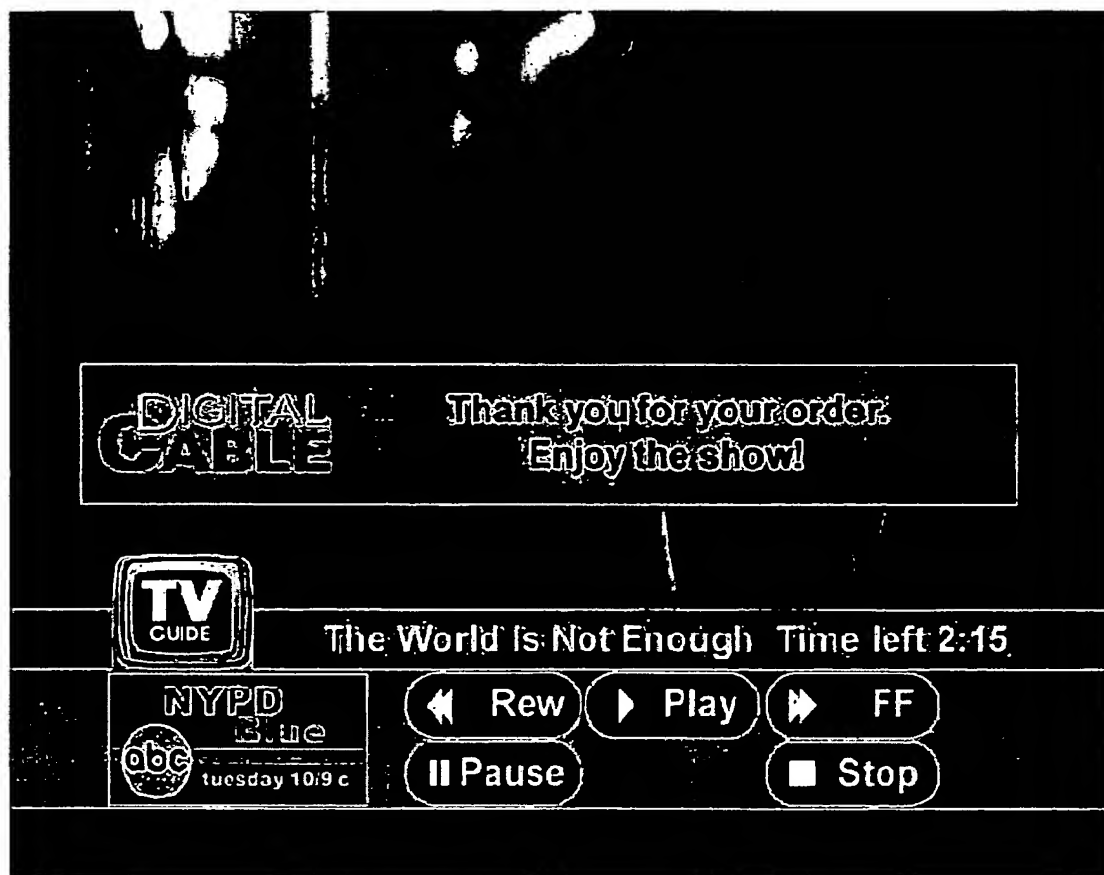 DIGITAL
CABLE
Thank you for your order.
Enjoy the show!
TV
GUIDE
The World Is Not Enough Time left 2:15
NYPD
Blue
abc
tuesday 10/9 c
Rew
Play
FF
Pause
Stop